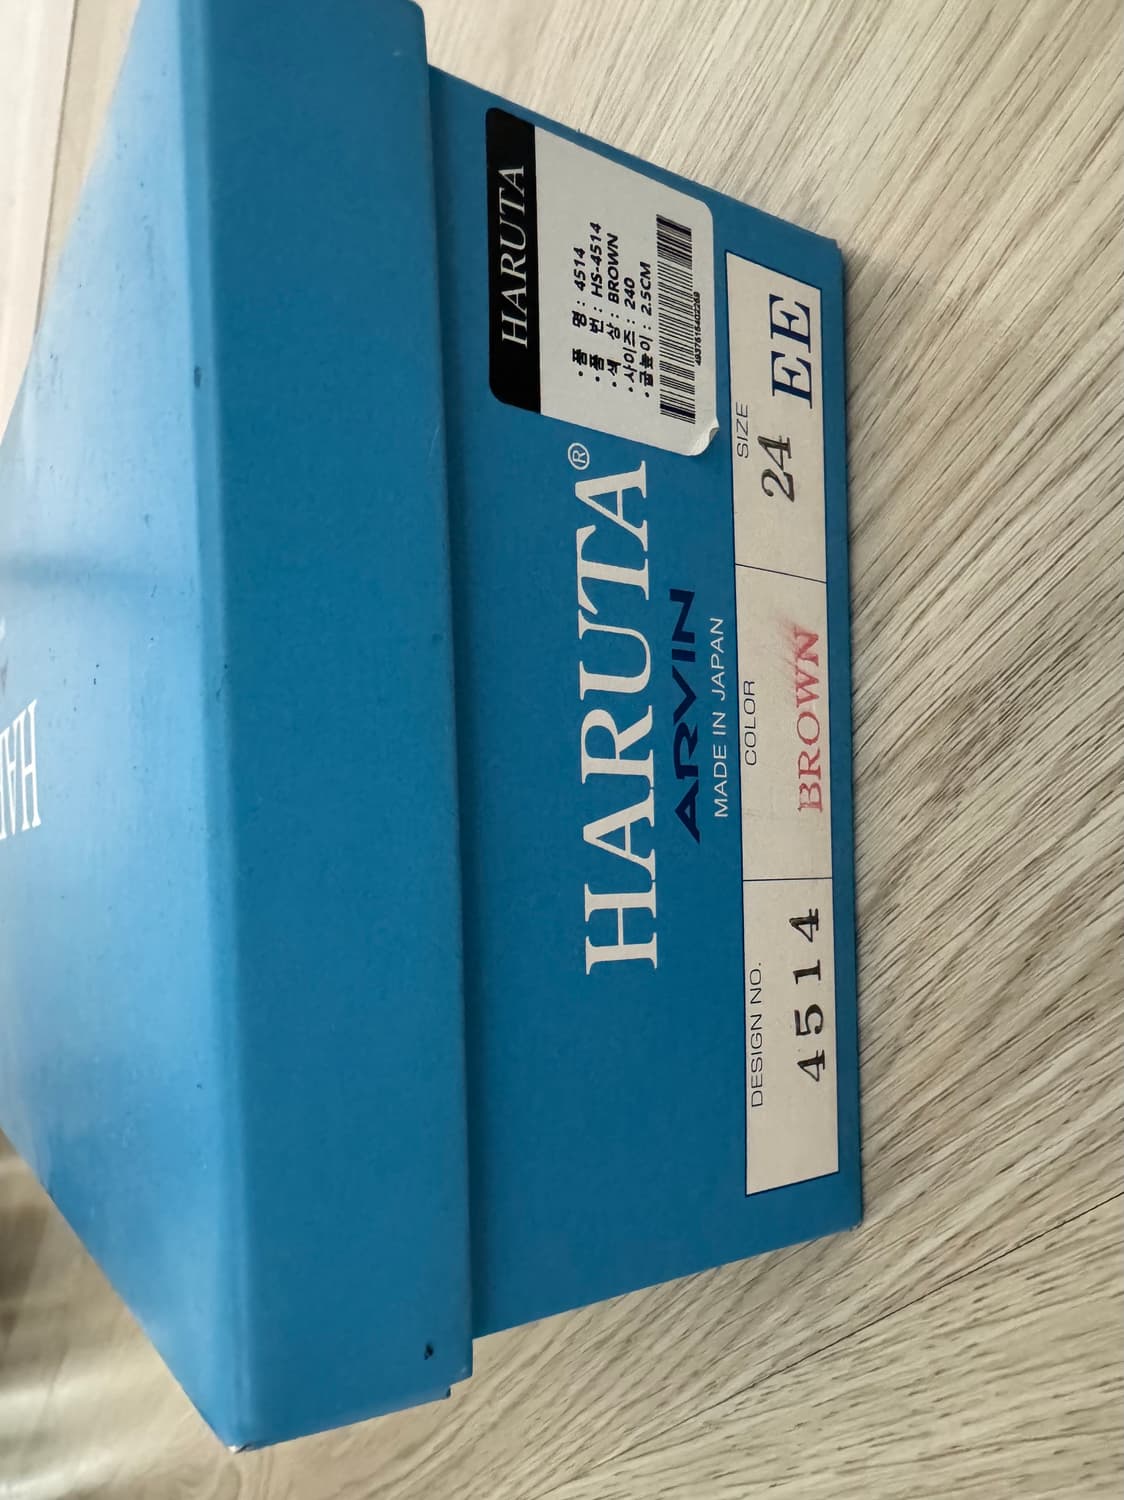 HARUTA
· 품 명 : 4514
· 품 번 : HS-4514
· 색 상 : BROWN
· 사이즈 : 240
· 굽높이 : 2.5CM
HARUTA®
ARVIN
MADE IN JAPAN
DESIGN NO.
4514
COLOR
BROWN
SIZE
24 EE